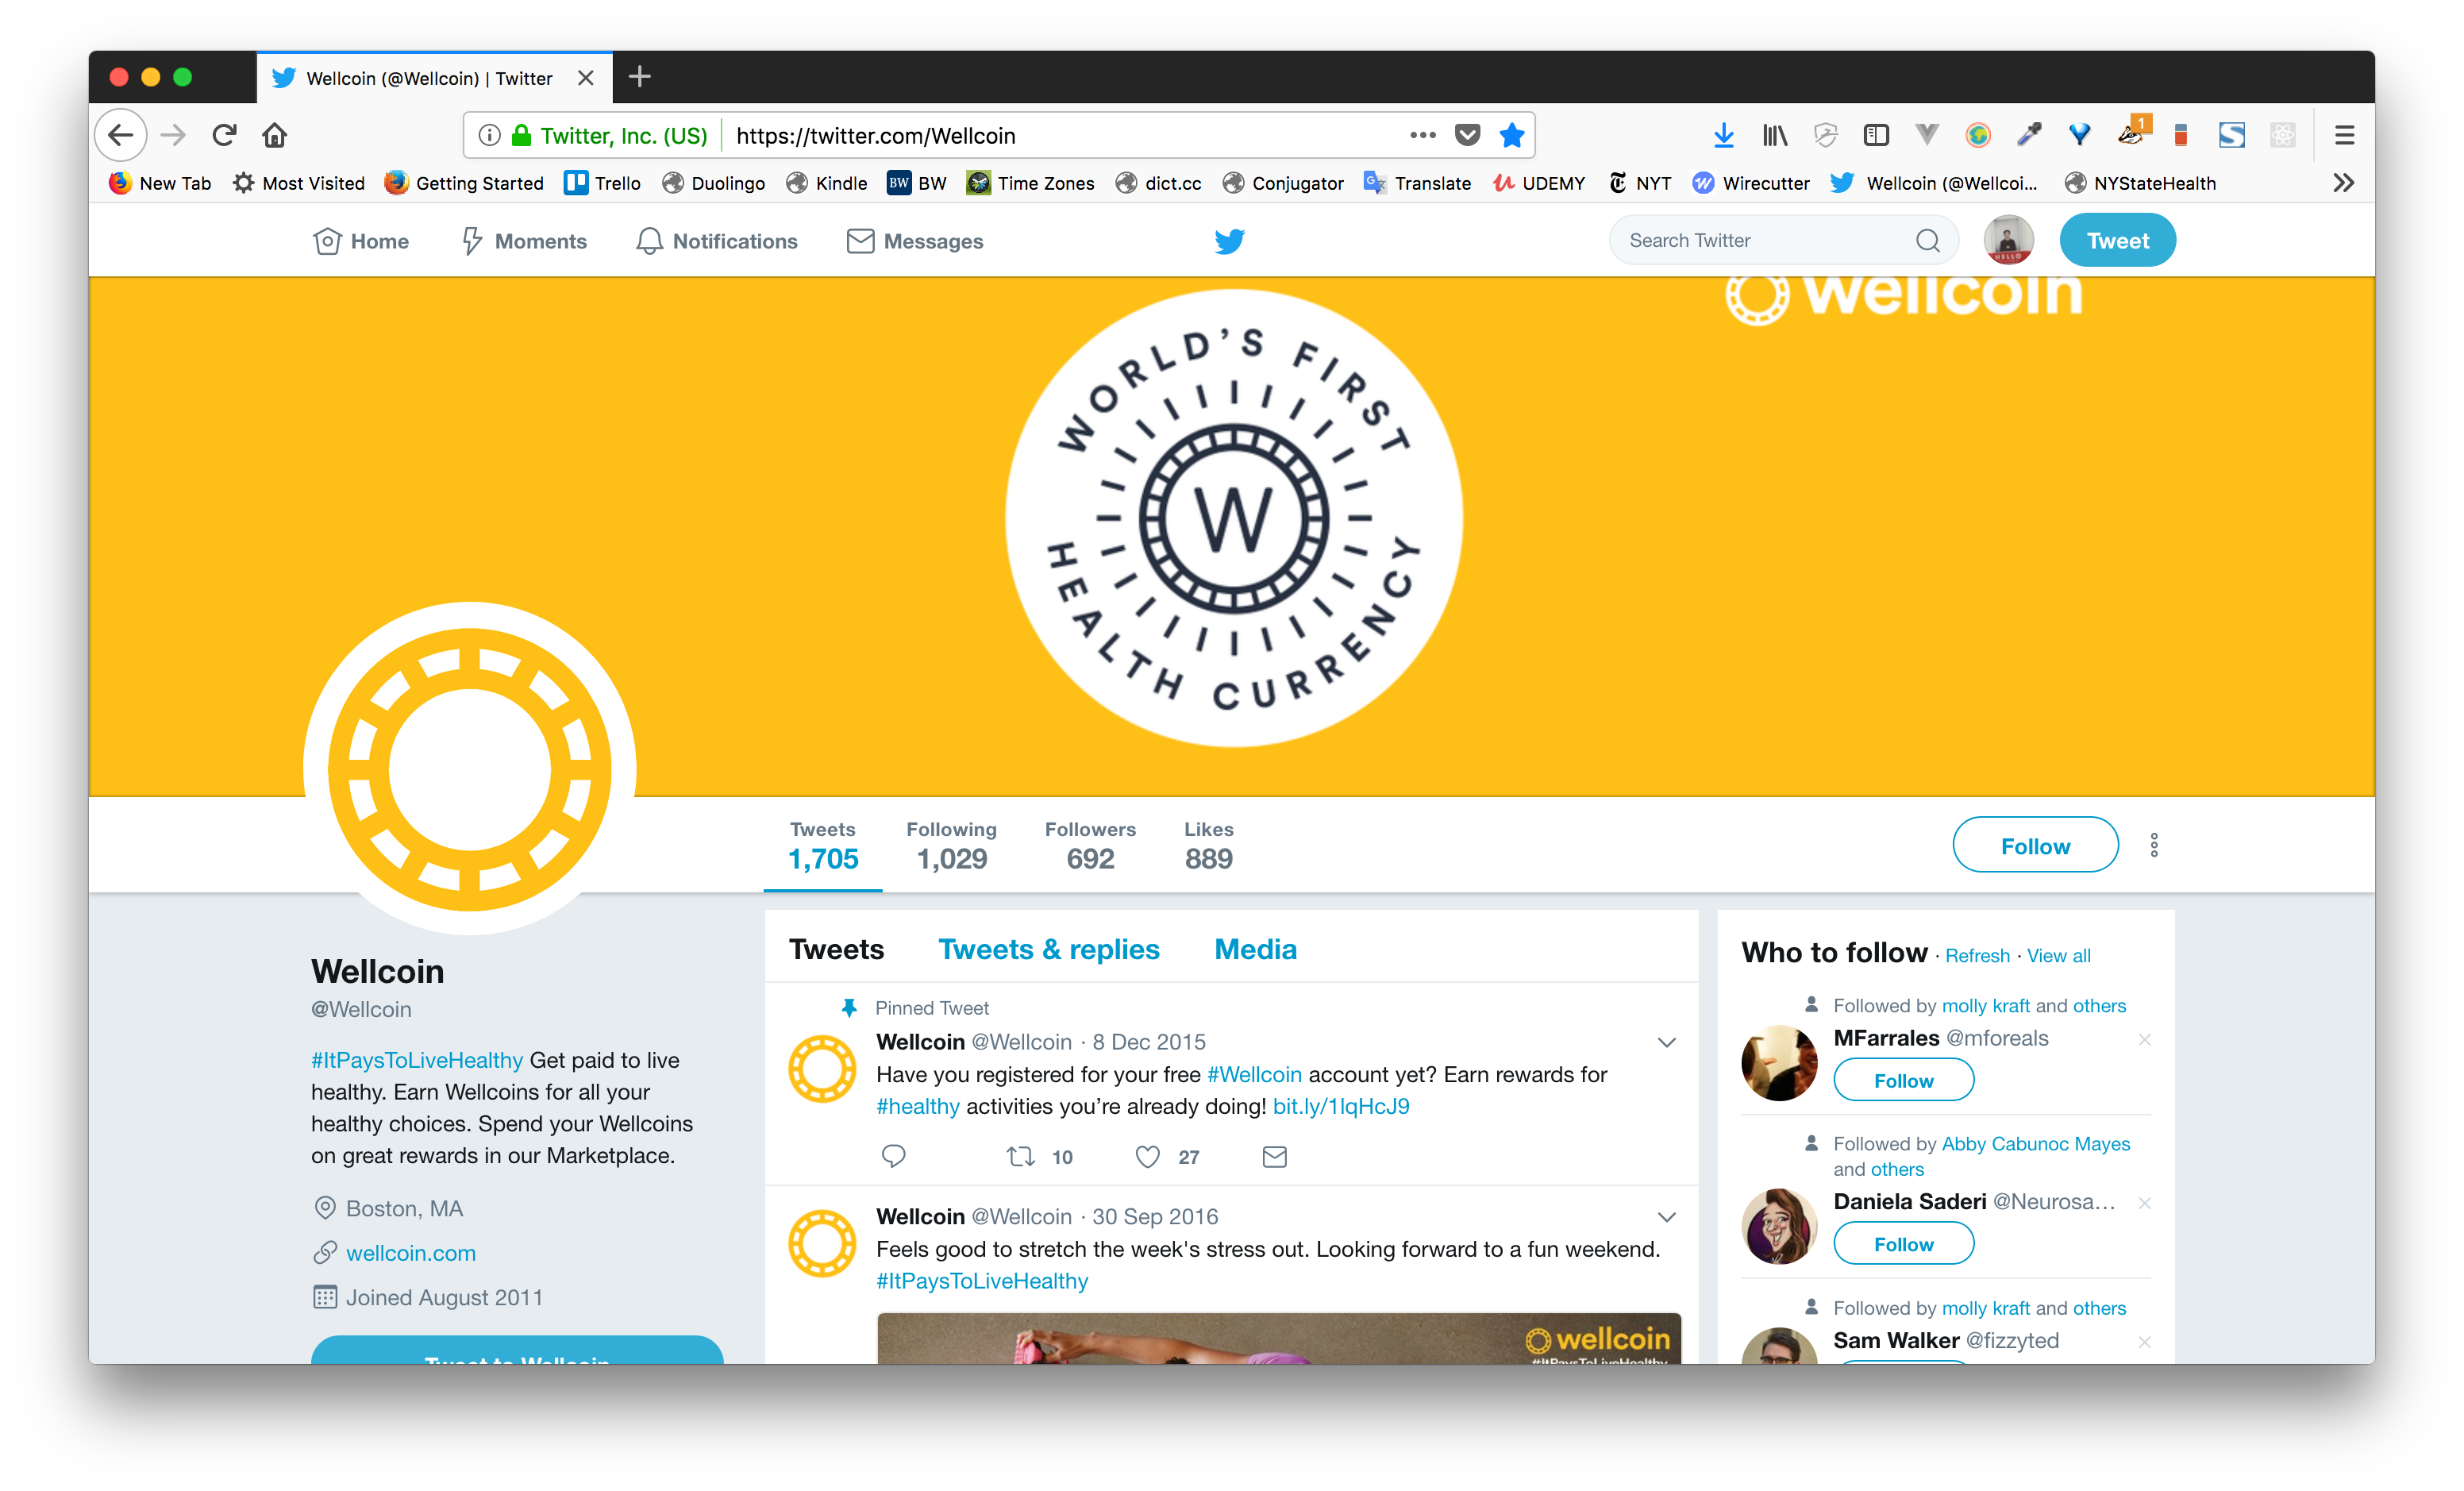 Wellcoin (@Wellcoin) | Twitter
Twitter, Inc. (US) https://twitter.com/Wellcoin
1
New Tab Most Visited Getting Started Trello Duolingo Kindle BW BW Time Zones dict.cc Conjugator Translate UDEMY NYT Wirecutter Wellcoin (@Wellcoi... NYStateHealth
Home Moments Notifications Messages Search Twitter Tweet
HELLO
wellcoin
WORLD'S FIRST
W
HEALTH CURRENCY
Tweets Following Followers Likes
1,705 1,029 692 889
Follow
Wellcoin
@Wellcoin
#ItPaysToLiveHealthy Get paid to live
healthy. Earn Wellcoins for all your
healthy choices. Spend your Wellcoins
on great rewards in our Marketplace.
Boston, MA
wellcoin.com
Joined August 2011
Tweet to Wellcoin
Tweets Tweets & replies Media
Pinned Tweet
Wellcoin @Wellcoin · 8 Dec 2015
Have you registered for your free #Wellcoin account yet? Earn rewards for
#healthy activities you’re already doing! bit.ly/1lqHcJ9
10 27
Wellcoin @Wellcoin · 30 Sep 2016
Feels good to stretch the week's stress out. Looking forward to a fun weekend.
#ItPaysToLiveHealthy
wellcoin
#ItPaysToLiveHealthy
Who to follow · Refresh · View all
Followed by molly kraft and others
MFarrales @mforeals
Follow
Followed by Abby Cabunoc Mayes
and others
Daniela Saderi @Neurosa...
Follow
Followed by molly kraft and others
Sam Walker @fizzyted